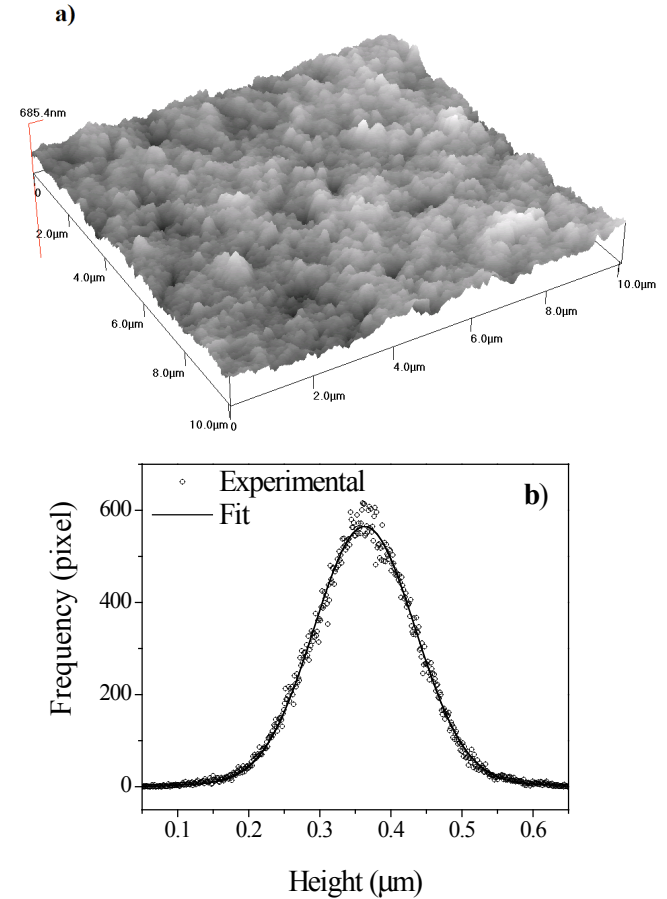 a)
685.4nm
0
2.0µm
4.0µm
6.0µm
8.0µm
10.0µm
0
2.0µm
4.0µm
6.0µm
8.0µm
10.0µm
b)
Experimental
Fit
Frequency (pixel)
600
400
200
0
0.1 0.2 0.3 0.4 0.5 0.6
Height (µm)